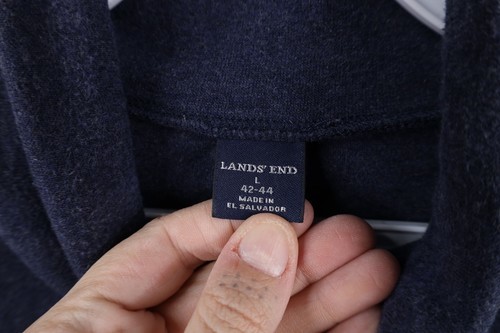 LANDS' END
L
42-44
MADE IN
EL SALVADOR